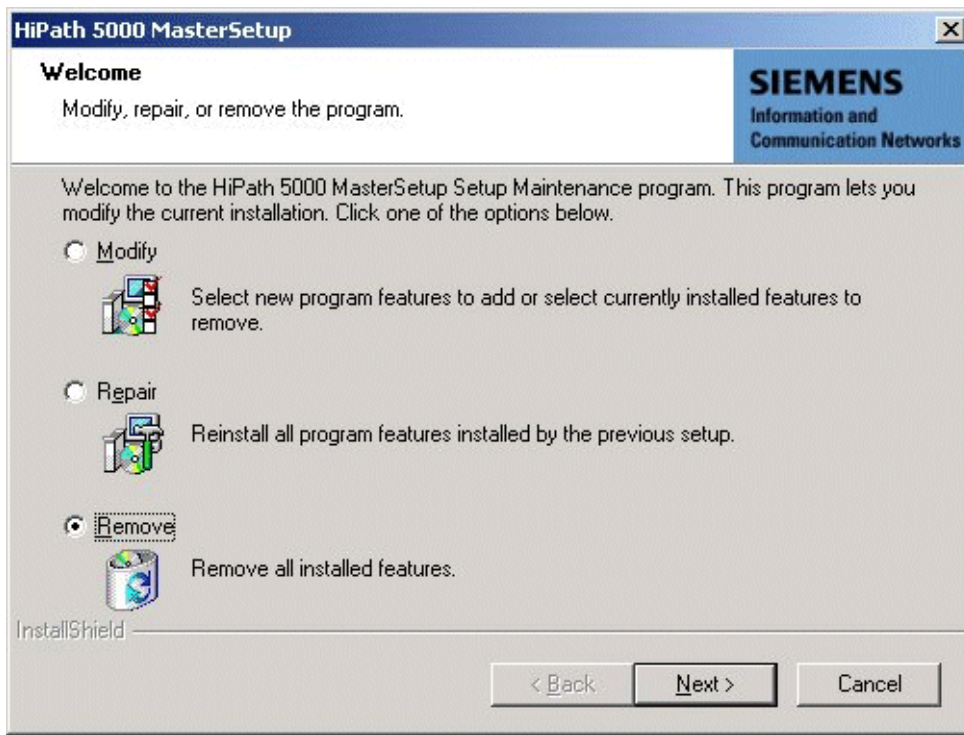 HiPath 5000 MasterSetup
Welcome
Modify, repair, or remove the program.
SIEMENS
Information and
Communication Networks
Welcome to the HiPath 5000 MasterSetup Setup Maintenance program. This program lets you
modify the current installation. Click one of the options below.
Modify
Select new program features to add or select currently installed features to
remove.
Repair
Reinstall all program features installed by the previous setup.
Remove
Remove all installed features.
InstallShield
< Back
Next >
Cancel